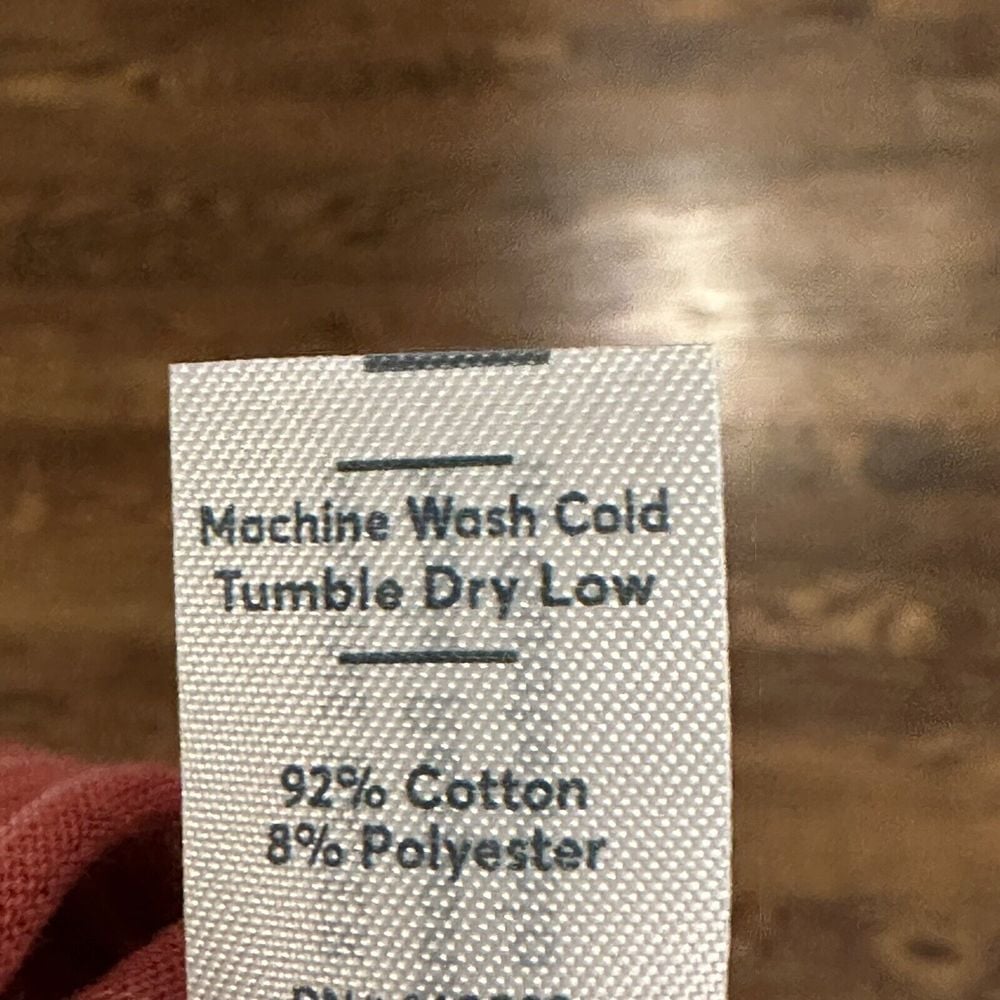 Machine Wash Cold
Tumble Dry Low
92% Cotton
8% Polyester